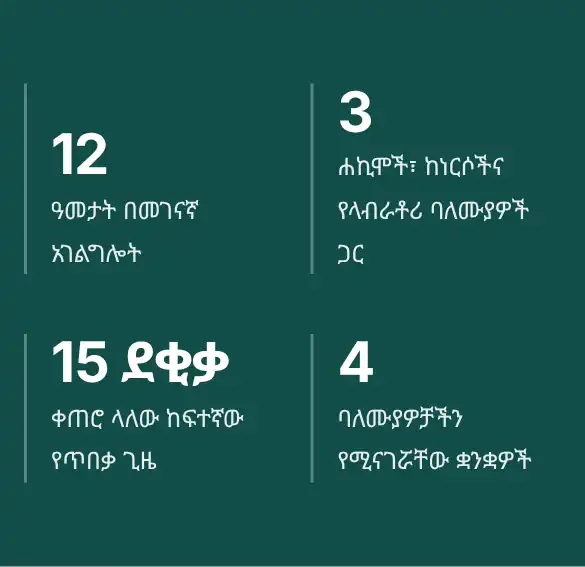 12
ዓመታት በመገናኛ
አገልግሎት
3
ሐኪሞች፣ ከነርሶችና
የላብራቶሪ ባለሙያዎች
ጋር
15 ደቂቃ
ቀጠሮ ላለው ከፍተኛው
የጥበቃ ጊዜ
4
ባለሙያዎቻችን
የሚናገሯቸው ቋንቋዎች